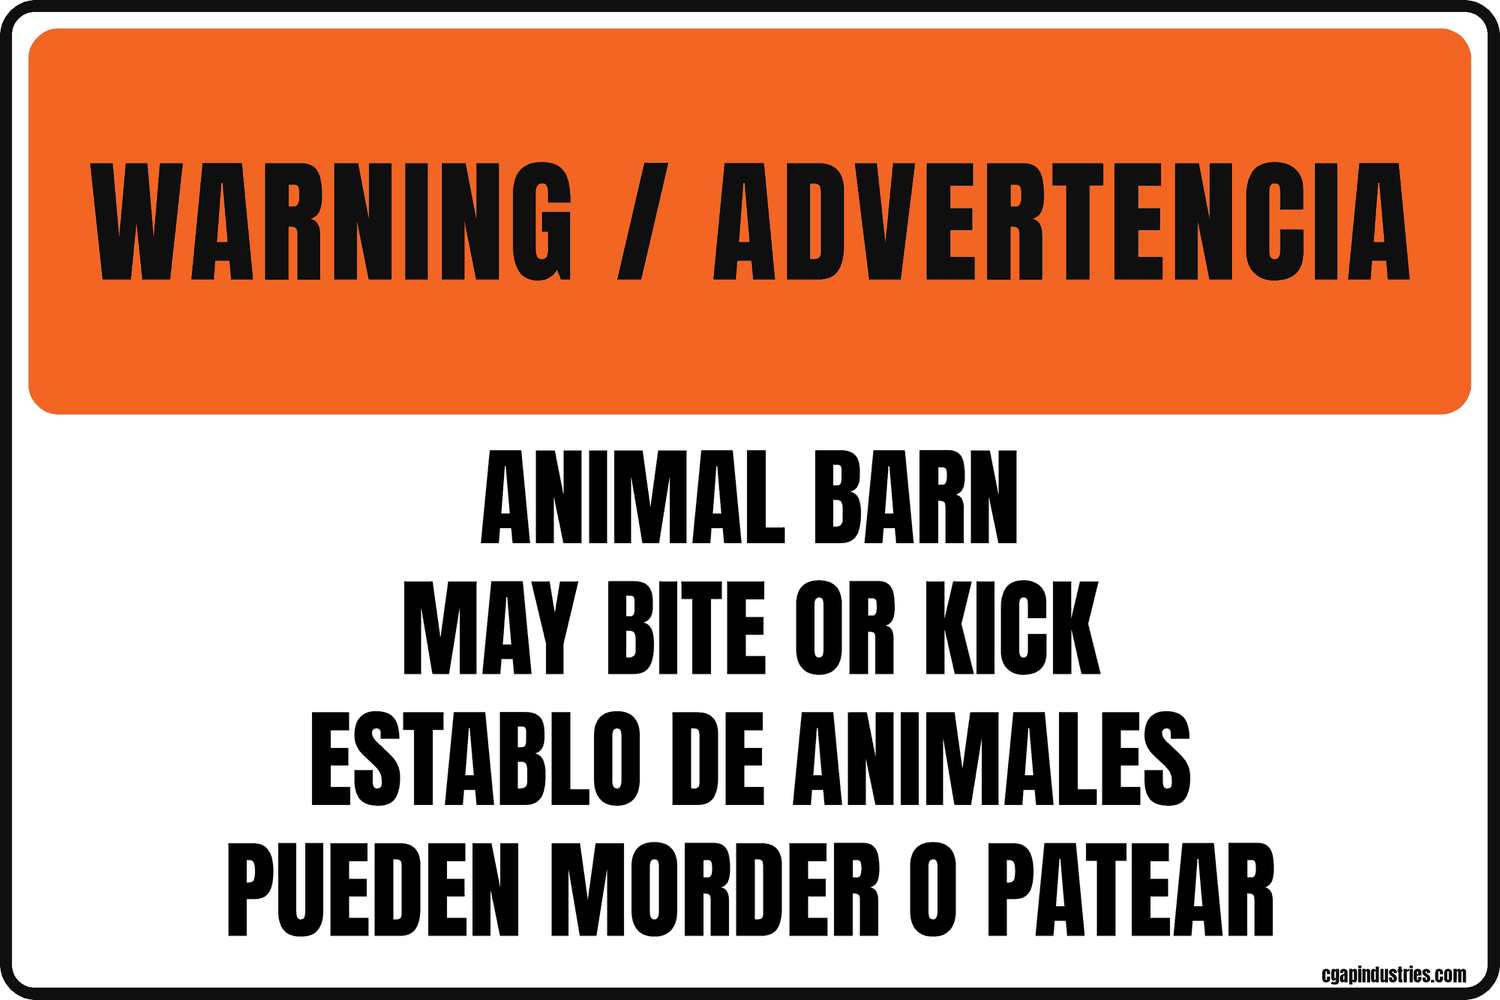 WARNING / ADVERTENCIA
ANIMAL BARN
MAY BITE OR KICK
ESTABLO DE ANIMALES
PUEDEN MORDER O PATEAR
cgapindustries.com